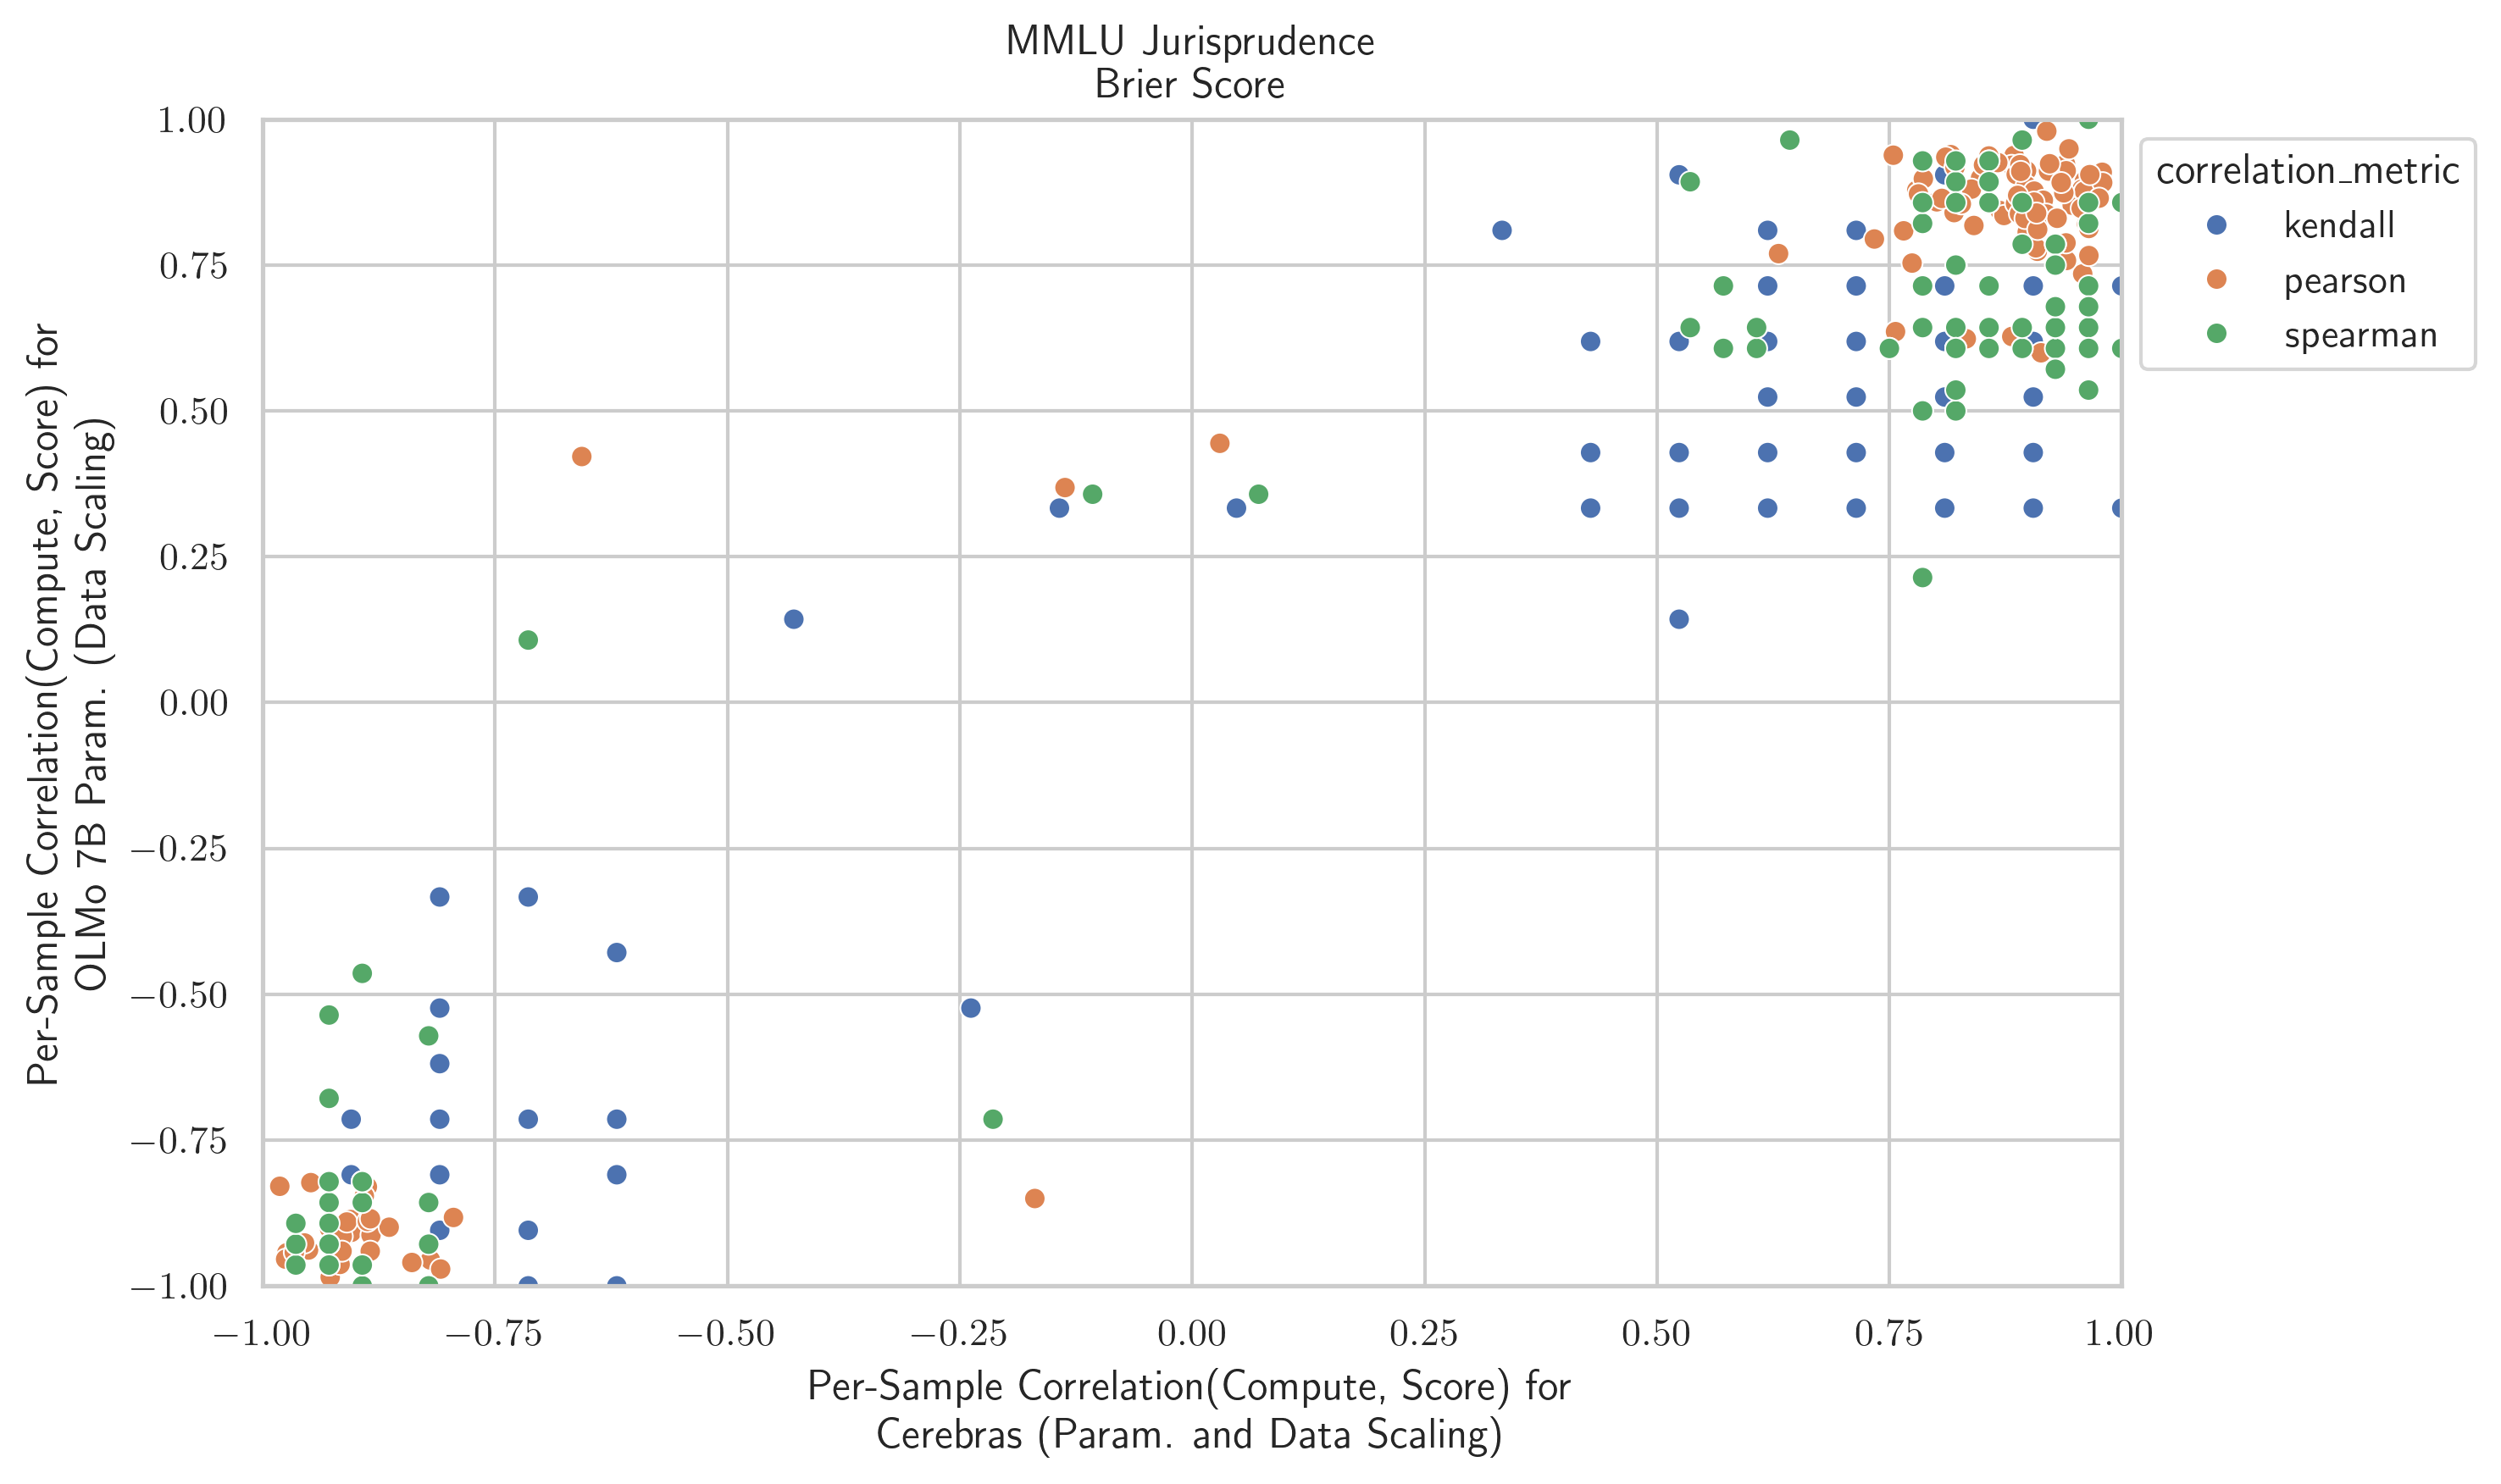 MMLU Jurisprudence
Brier Score
1.00
0.75
0.50
0.25
0.00
−0.25
−0.50
−0.75
−1.00
Per-Sample Correlation(Compute, Score) for
OLMo 7B Param. (Data Scaling)
correlation_metric
kendall
pearson
spearman
−1.00 −0.75 −0.50 −0.25 0.00 0.25 0.50 0.75 1.00
Per-Sample Correlation(Compute, Score) for
Cerebras (Param. and Data Scaling)